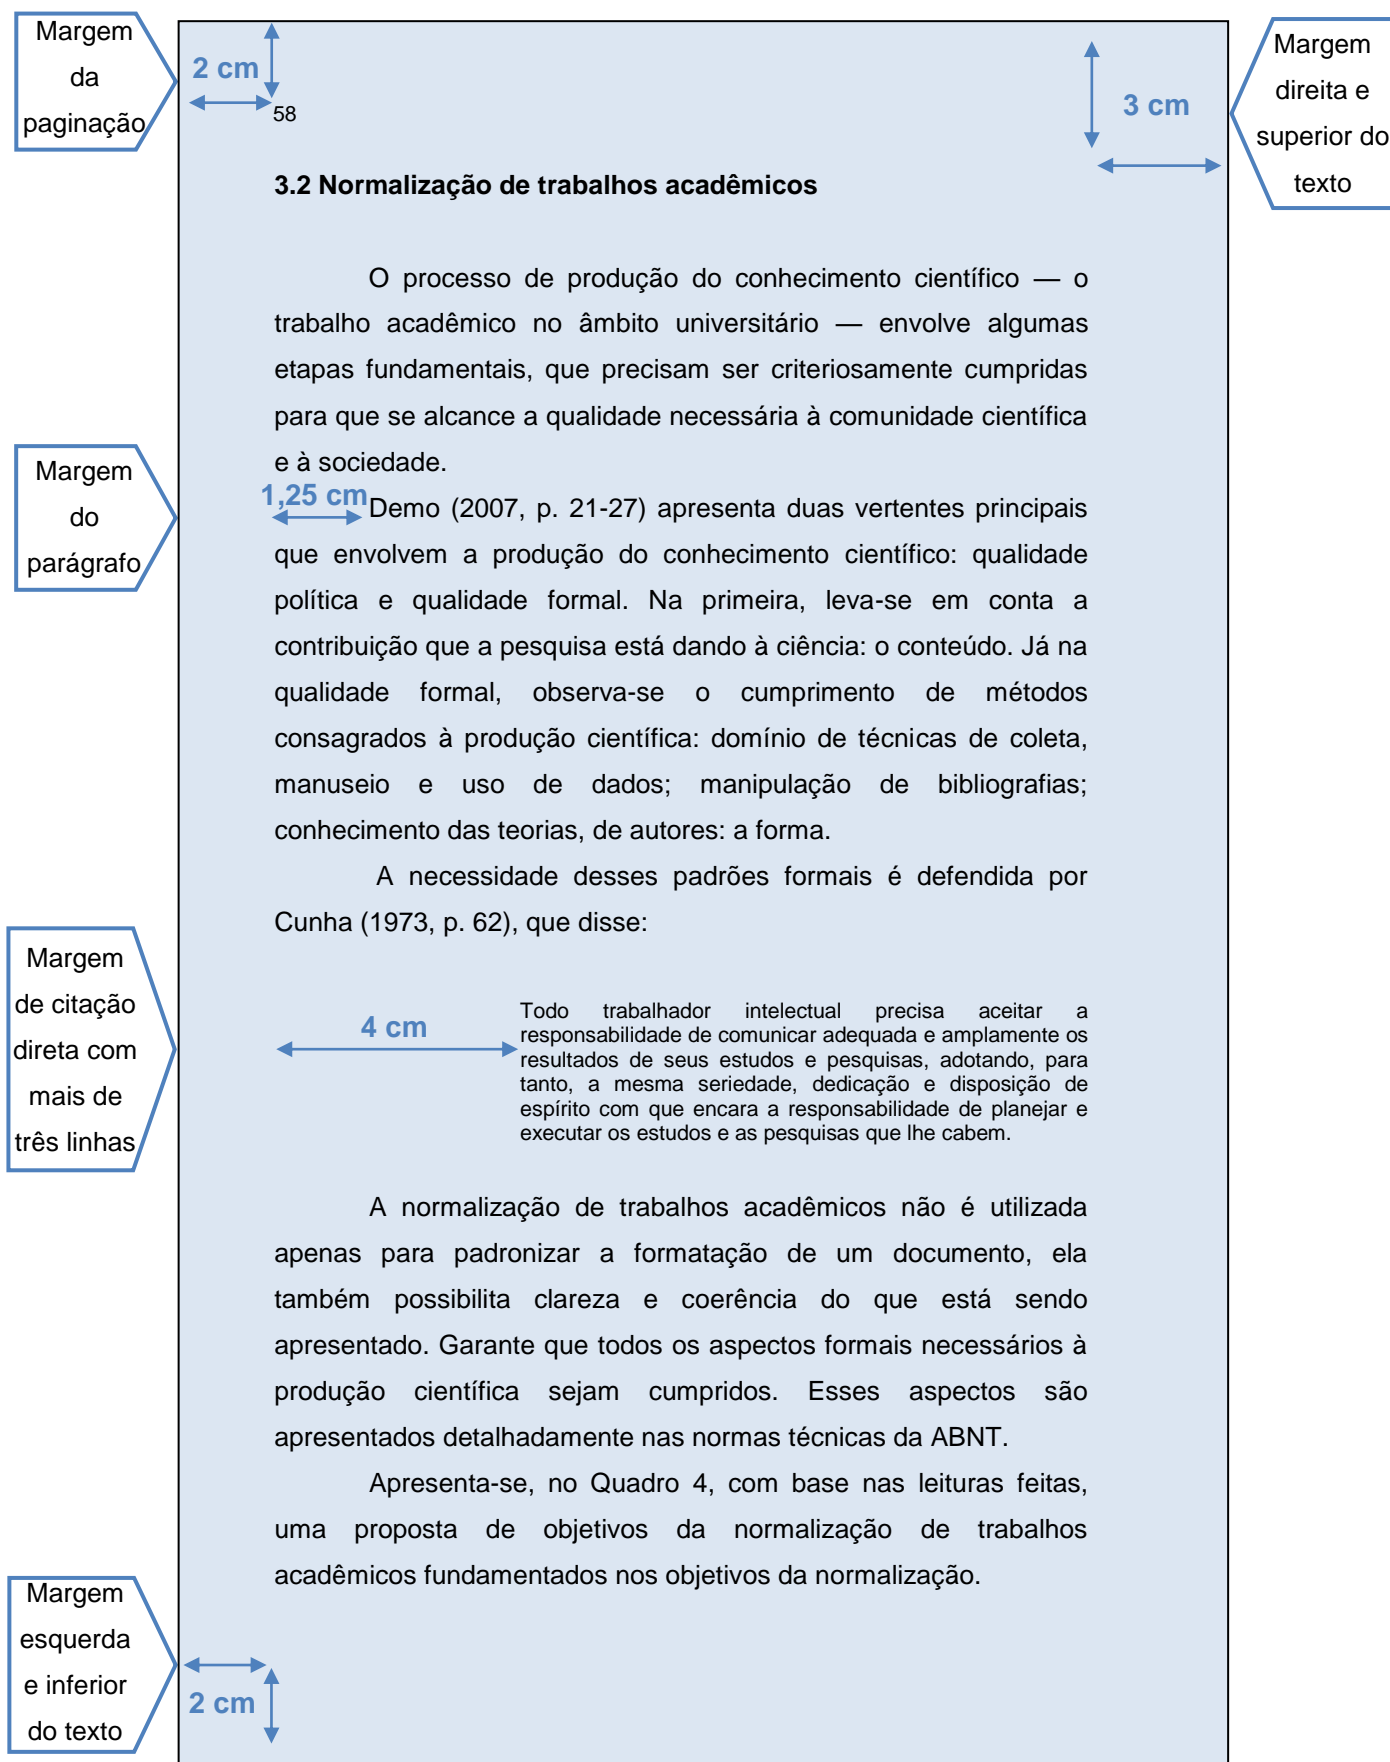 Margem
da
paginação
2 cm
58
3 cm
Margem
direita e
superior do
texto
3.2 Normalização de trabalhos acadêmicos
O processo de produção do conhecimento científico — o
trabalho acadêmico no âmbito universitário — envolve algumas
etapas fundamentais, que precisam ser criteriosamente cumpridas
para que se alcance a qualidade necessária à comunidade científica
e à sociedade.
Margem
do
parágrafo
1,25 cm
Demo (2007, p. 21-27) apresenta duas vertentes principais
que envolvem a produção do conhecimento científico: qualidade
política e qualidade formal. Na primeira, leva-se em conta a
contribuição que a pesquisa está dando à ciência: o conteúdo. Já na
qualidade formal, observa-se o cumprimento de métodos
consagrados à produção científica: domínio de técnicas de coleta,
manuseio e uso de dados; manipulação de bibliografias;
conhecimento das teorias, de autores: a forma.
A necessidade desses padrões formais é defendida por
Cunha (1973, p. 62), que disse:
Margem
de citação
direta com
mais de
três linhas
4 cm
Todo trabalhador intelectual precisa aceitar a
responsabilidade de comunicar adequada e amplamente os
resultados de seus estudos e pesquisas, adotando, para
tanto, a mesma seriedade, dedicação e disposição de
espírito com que encara a responsabilidade de planejar e
executar os estudos e as pesquisas que lhe cabem.
A normalização de trabalhos acadêmicos não é utilizada
apenas para padronizar a formatação de um documento, ela
também possibilita clareza e coerência do que está sendo
apresentado. Garante que todos os aspectos formais necessários à
produção científica sejam cumpridos. Esses aspectos são
apresentados detalhadamente nas normas técnicas da ABNT.
Apresenta-se, no Quadro 4, com base nas leituras feitas,
uma proposta de objetivos da normalização de trabalhos
acadêmicos fundamentados nos objetivos da normalização.
Margem
esquerda
e inferior
do texto
2 cm